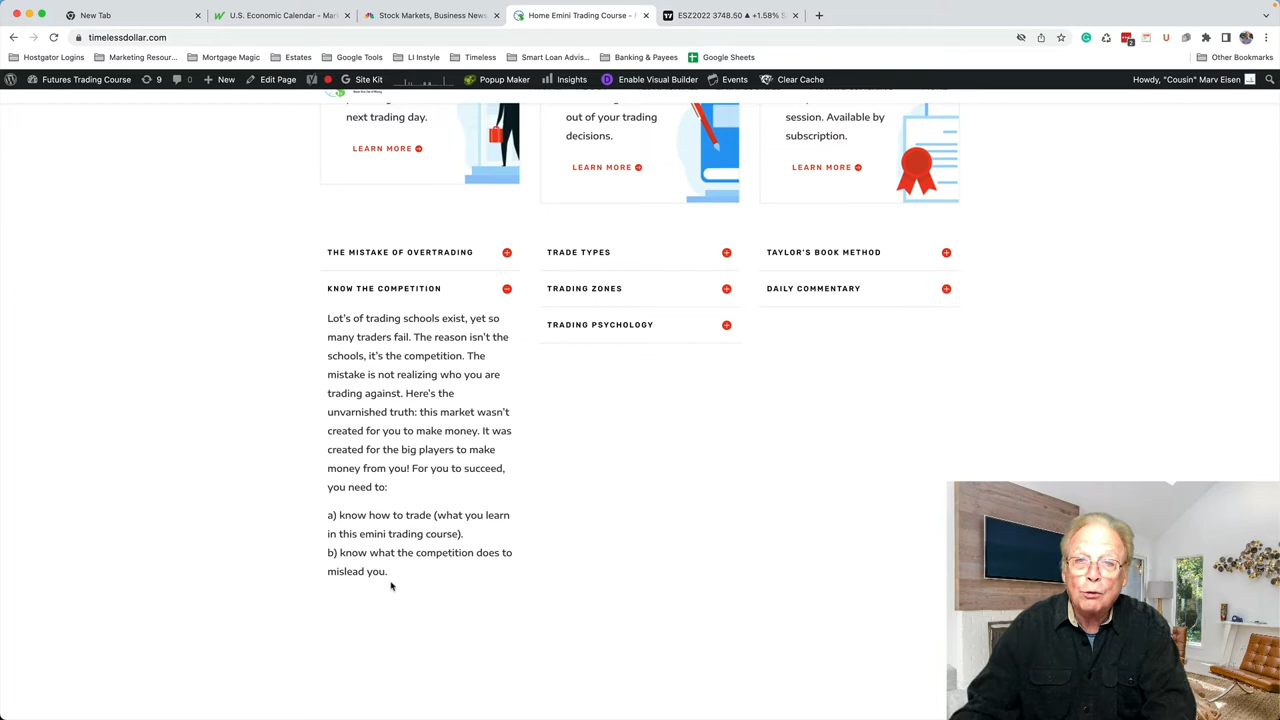 New Tab
U.S. Economic Calendar - Mark
Stock Markets, Business News
Home Emini Trading Course - F
ESZ2022 3748.50 ▲ +1.58% S
timelessdollar.com
2
Hostgator Logins
Marketing Resour...
Mortgage Magic
Estates
Google Tools
LI Instyle
Timeless
Smart Loan Advis...
Banking & Payees
Google Sheets
Other Bookmarks
Futures Trading Course
9
0
New
Edit Page
Site Kit
Popup Maker
Insights
Enable Visual Builder
Events
Clear Cache
Howdy, "Cousin" Marv Eisen
next trading day.
LEARN MORE
out of your trading
decisions.
LEARN MORE
session. Available by
subscription.
LEARN MORE
THE MISTAKE OF OVERTRADING
KNOW THE COMPETITION
Lot's of trading schools exist, yet so
many traders fail. The reason isn't the
schools, it's the competition. The
mistake is not realizing who you are
trading against. Here's the
unvarnished truth: this market wasn't
created for you to make money. It was
created for the big players to make
money from you! For you to succeed,
you need to:
a) know how to trade (what you learn
in this emini trading course).
b) know what the competition does to
mislead you.
TRADE TYPES
TRADING ZONES
TRADING PSYCHOLOGY
TAYLOR'S BOOK METHOD
DAILY COMMENTARY